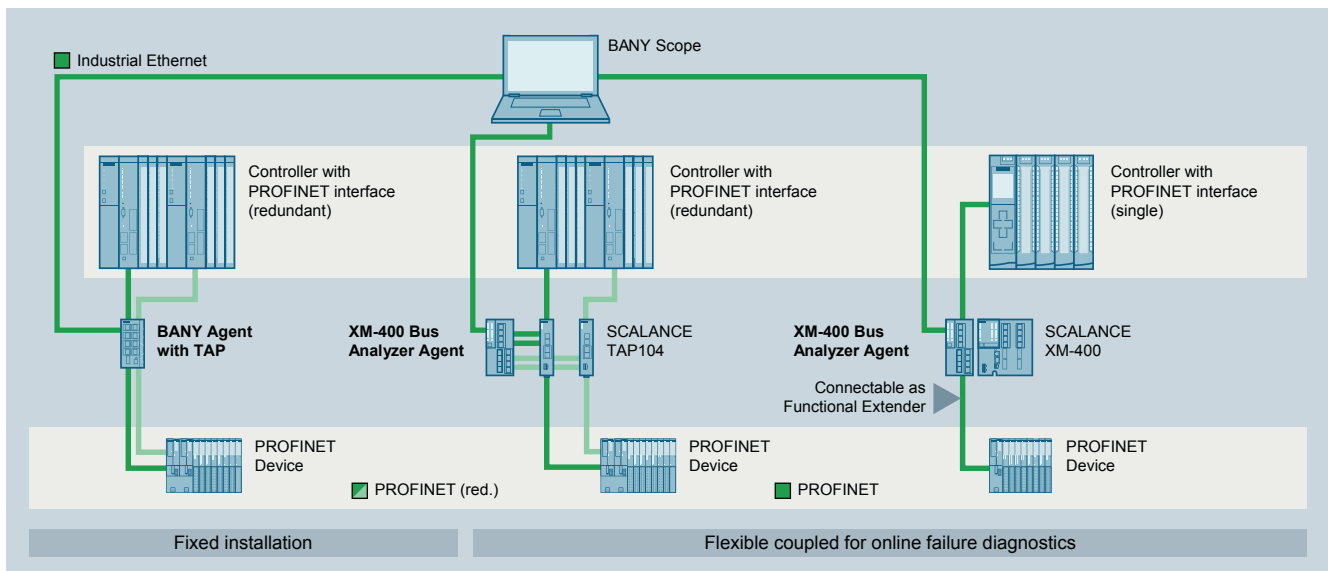 BANY Scope
Industrial Ethernet
Controller with
PROFINET interface
(redundant)
Controller with
PROFINET interface
(redundant)
Controller with
PROFINET interface
(single)
BANY Agent
with TAP
XM-400 Bus
Analyzer Agent
SCALANCE
TAP104
XM-400 Bus
Analyzer Agent
SCALANCE
XM-400
Connectable as
Functional Extender
PROFINET
Device
PROFINET
Device
PROFINET
Device
PROFINET (red.)
PROFINET
Fixed installation
Flexible coupled for online failure diagnostics